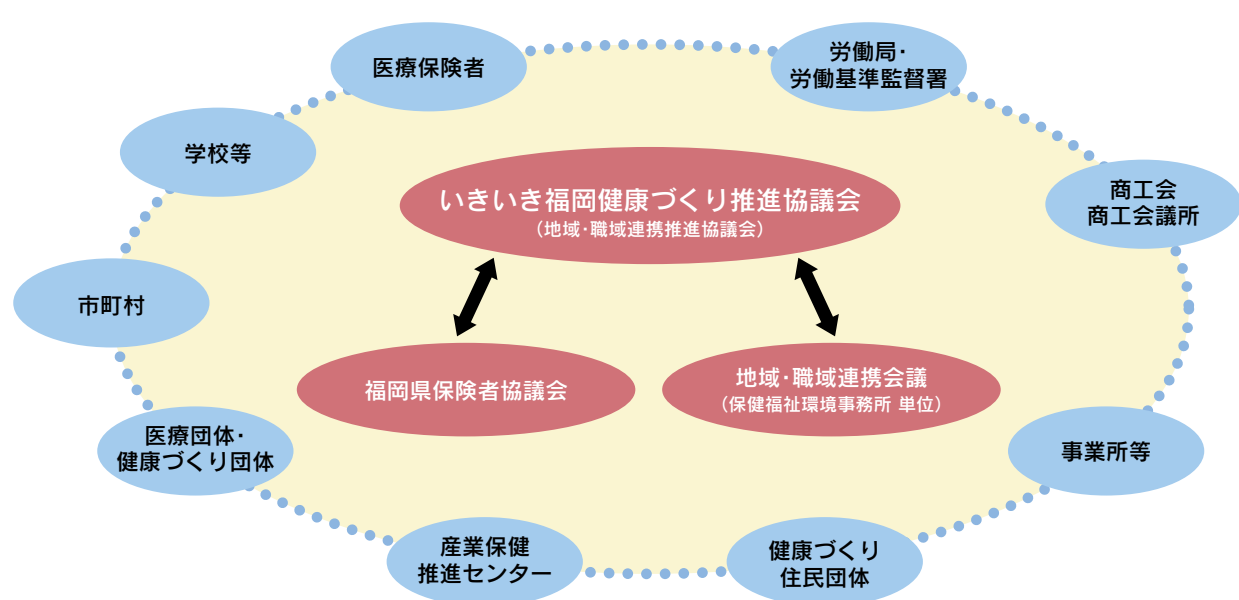 医療保険者
労働局・
労働基準監督署
学校等
商工会
商工会議所
いきいき福岡健康づくり推進協議会
（地域・職域連携推進協議会）
市町村
福岡県保険者協議会
地域・職域連携会議
（保健福祉環境事務所 単位）
医療団体・
健康づくり団体
事業所等
産業保健
推進センター
健康づくり
住民団体